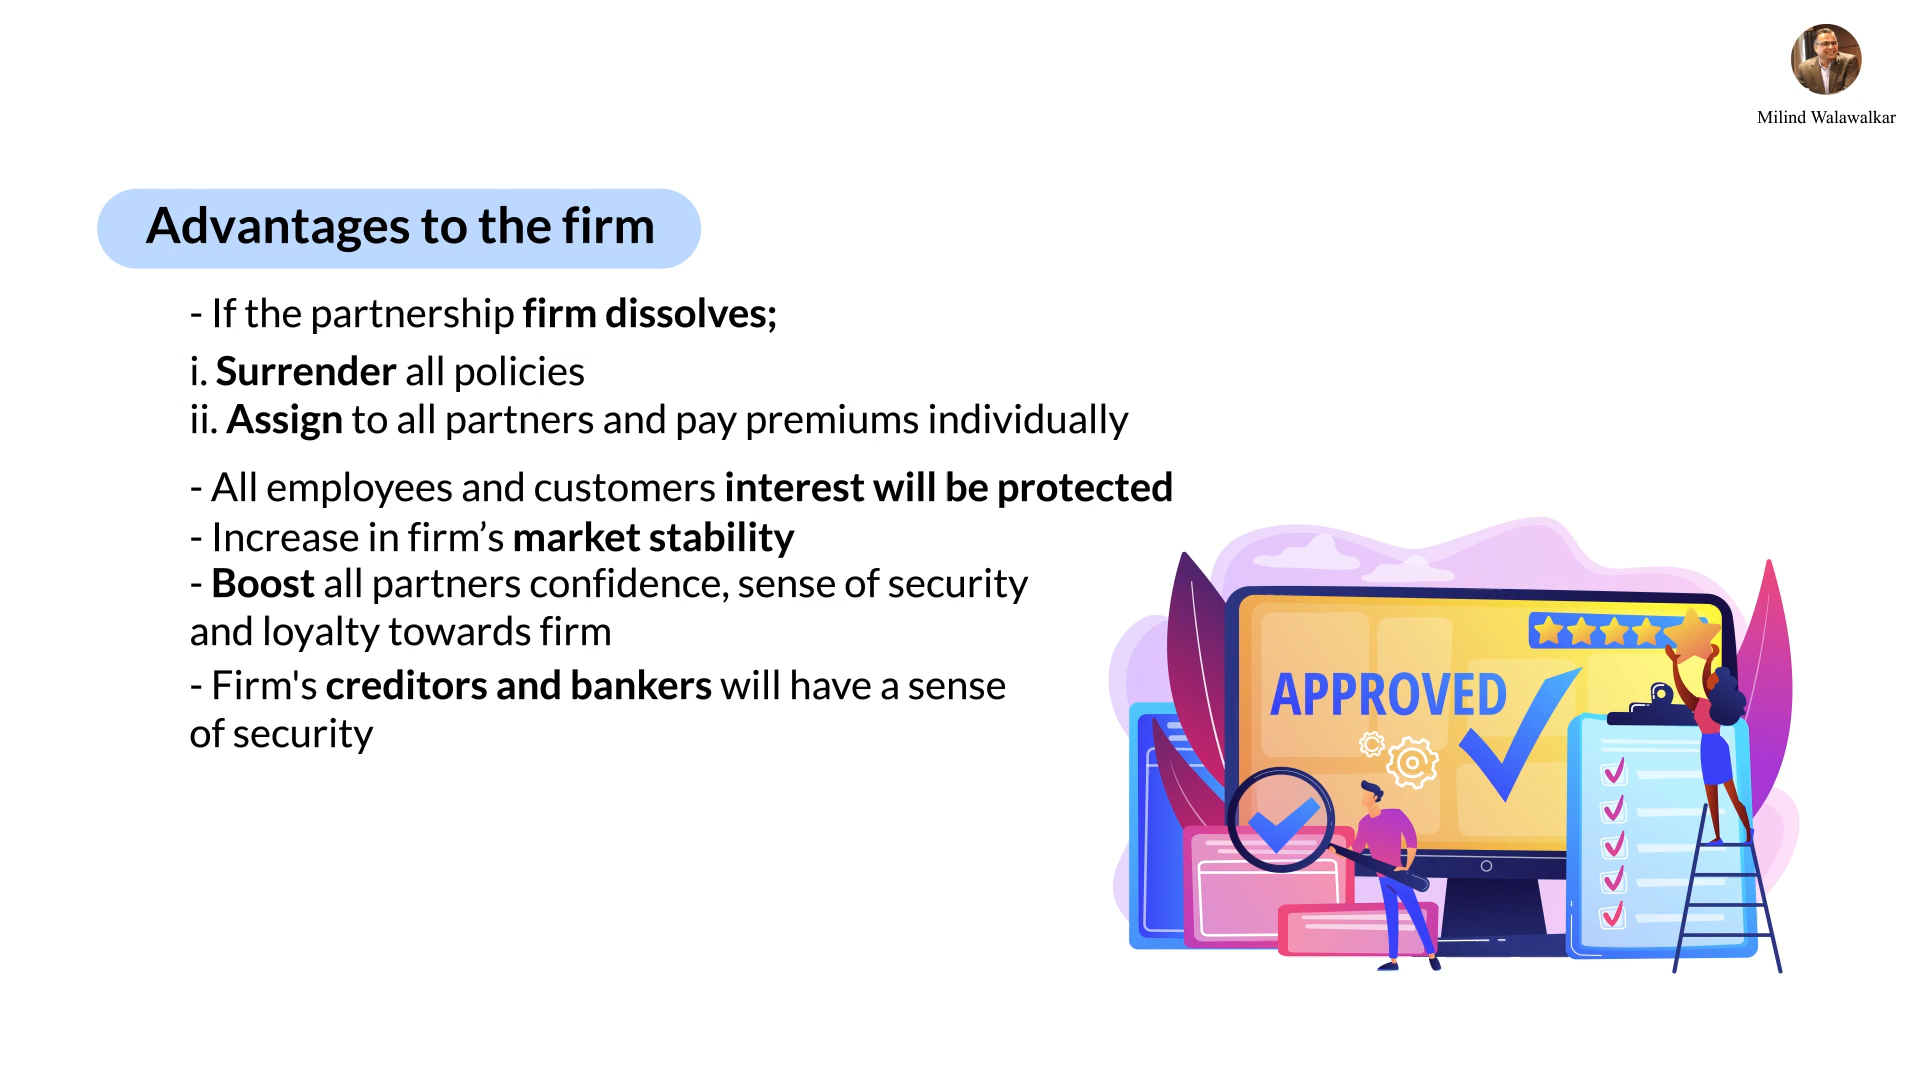 Milind Walawalkar
Advantages to the firm
- If the partnership firm dissolves;
i. Surrender all policies
ii. Assign to all partners and pay premiums individually
- All employees and customers interest will be protected
- Increase in firm’s market stability
- Boost all partners confidence, sense of security
and loyalty towards firm
- Firm's creditors and bankers will have a sense
of security
APPROVED